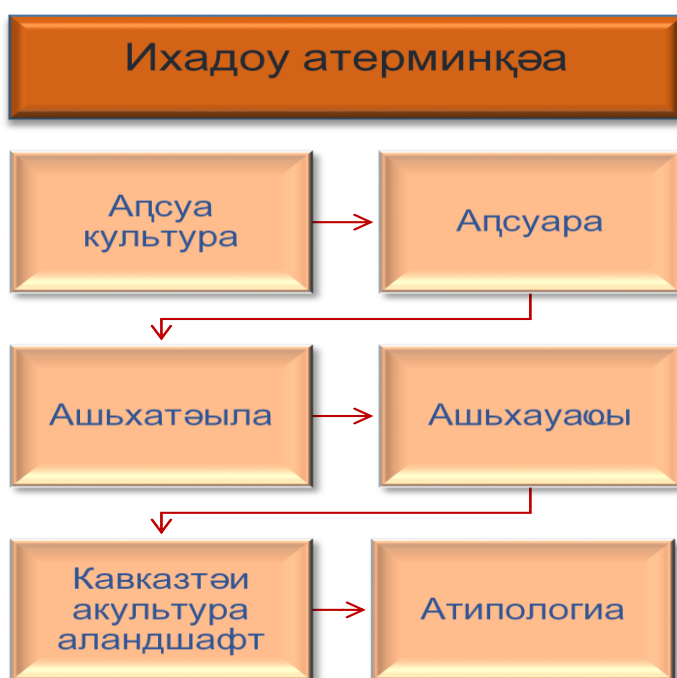 Ихадоу атерминқәа
Аԥсуа
культура
Аԥсуара
Ашьхатәыла
Ашьхауаҩы
Кавказтәи
акультура
аландшафт
Атипологиа